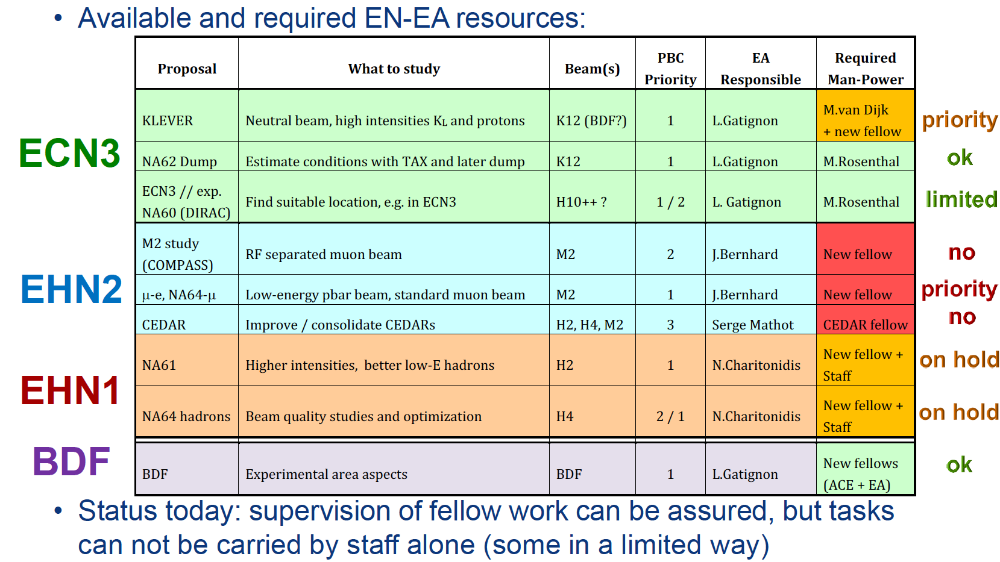 • Available and required EN-EA resources:
Proposal What to study Beam(s) PBC Priority EA Responsible Required Man-Power
ECN3
KLEVER Neutral beam, high intensities KL and protons K12 (BDF?) 1 L.Gatignon M.van Dijk + new fellow priority
NA62 Dump Estimate conditions with TAX and later dump K12 1 L.Gatignon M.Rosenthal ok
ECN3 // exp. NA60 (DIRAC) Find suitable location, e.g. in ECN3 H10++ ? 1 / 2 L. Gatignon M.Rosenthal limited
EHN2
M2 study (COMPASS) RF separated muon beam M2 2 J.Bernhard New fellow no
μ-e, NA64-μ Low-energy pbar beam, standard muon beam M2 1 J.Bernhard New fellow priority
CEDAR Improve / consolidate CEDARs H2, H4, M2 3 Serge Mathot CEDAR fellow no
EHN1
NA61 Higher intensities, better low-E hadrons H2 1 N.Charitonidis New fellow + Staff on hold
NA64 hadrons Beam quality studies and optimization H4 2 / 1 N.Charitonidis New fellow + Staff on hold
BDF
BDF Experimental area aspects BDF 1 L.Gatignon New fellows (ACE + EA) ok
• Status today: supervision of fellow work can be assured, but tasks
can not be carried by staff alone (some in a limited way)